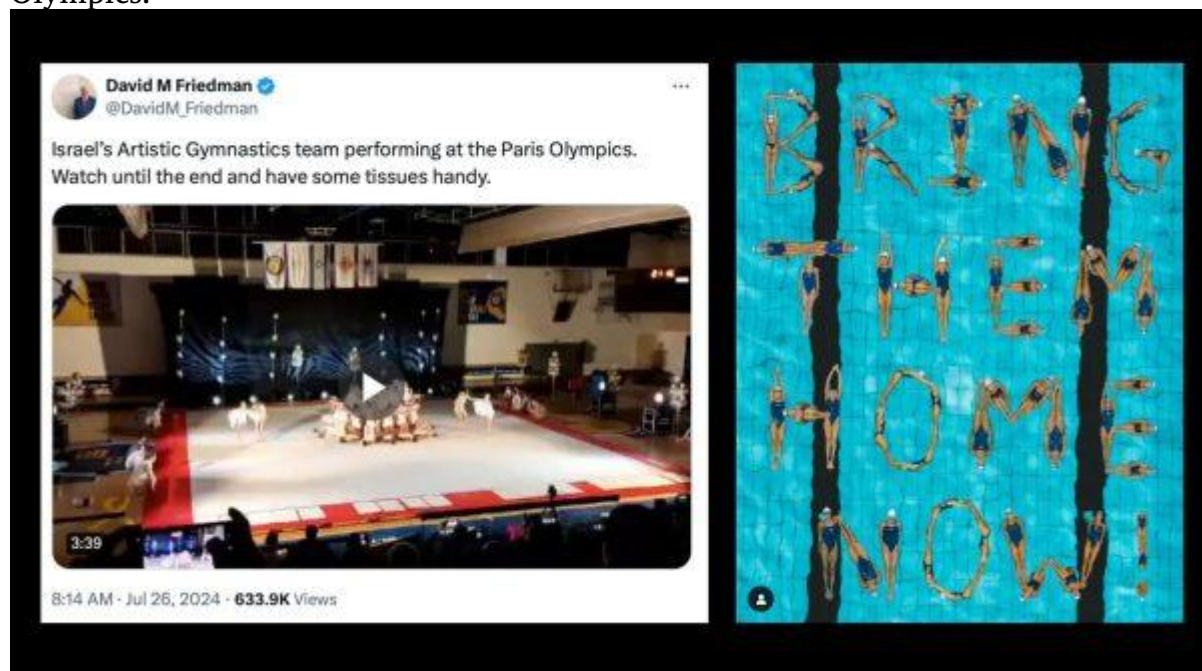 Olympics.
David M Friedman
@DavidM_Friedman
Israel's Artistic Gymnastics team performing at the Paris Olympics.
Watch until the end and have some tissues handy.
3:39
8:14 AM · Jul 26, 2024 · 633.9K Views
BRING
THEM
HOME
NOW!